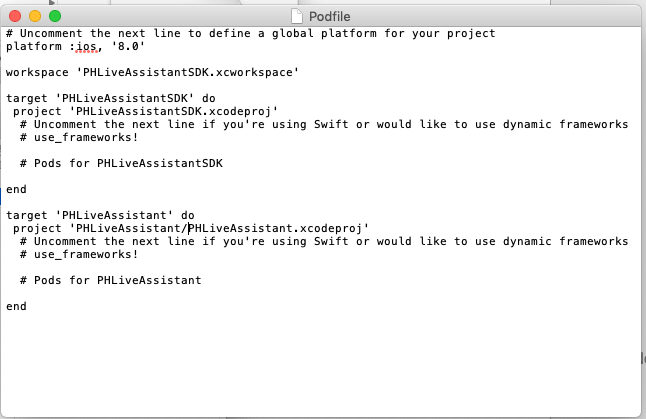 Podfile
# Uncomment the next line to define a global platform for your project
platform :ios, '8.0'
workspace 'PHLiveAssistantSDK.xcworkspace'
target 'PHLiveAssistantSDK' do
project 'PHLiveAssistantSDK.xcodeproj'
# Uncomment the next line if you're using Swift or would like to use dynamic frameworks
# use_frameworks!
# Pods for PHLiveAssistantSDK
end
target 'PHLiveAssistant' do
project 'PHLiveAssistant/PHLiveAssistant.xcodeproj'
# Uncomment the next line if you're using Swift or would like to use dynamic frameworks
# use_frameworks!
# Pods for PHLiveAssistant
end